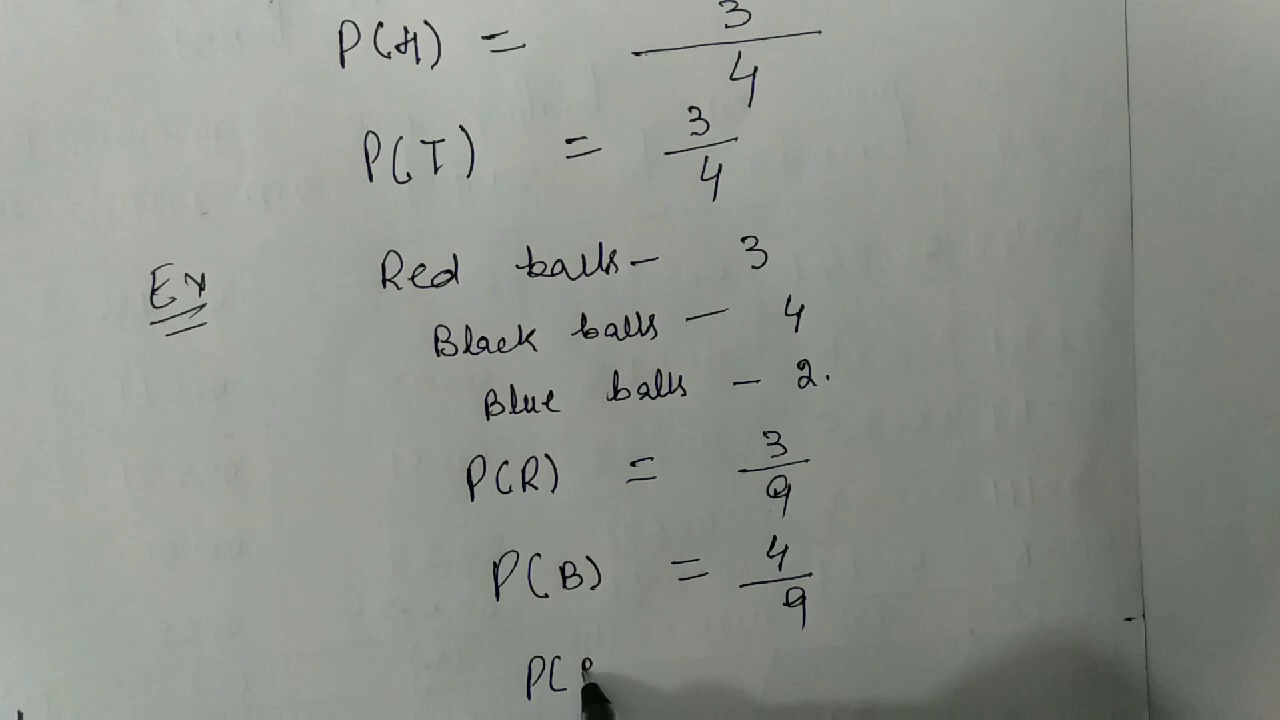 P(H) = 3/4
P(T) = 3/4
Ex Red balls - 3
Black balls - 4
Blue balls - 2.
P(R) = 3/9
P(B) = 4/9
P(